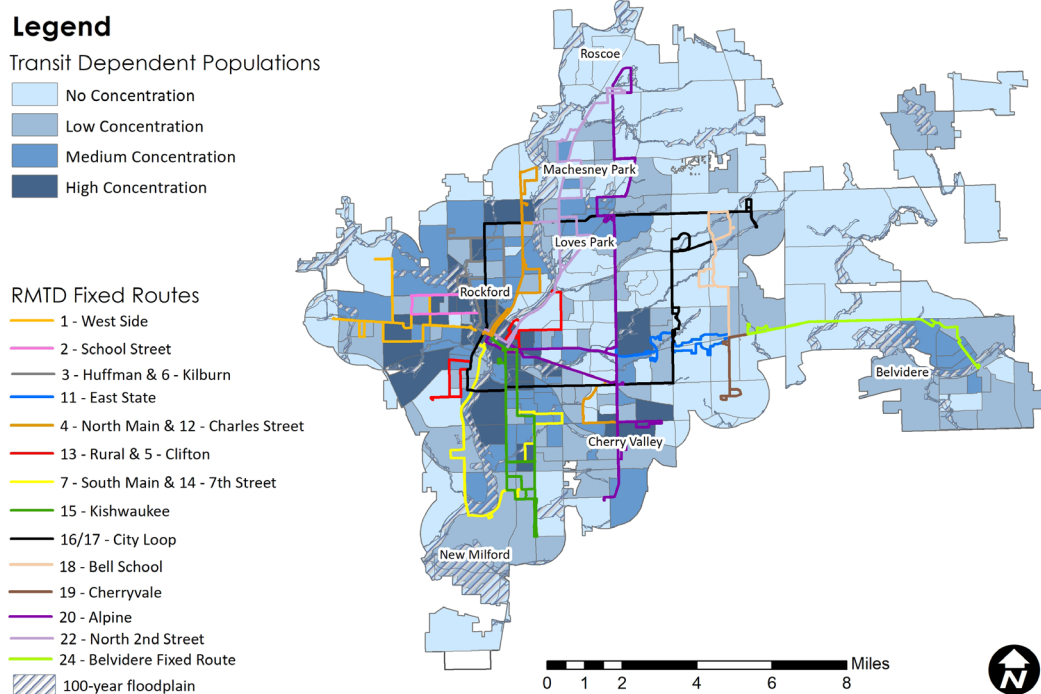 Legend
Transit Dependent Populations
No Concentration
Low Concentration
Medium Concentration
High Concentration
RMTD Fixed Routes
1 - West Side
2 - School Street
3 - Huffman & 6 - Kilburn
11 - East State
4 - North Main & 12 - Charles Street
13 - Rural & 5 - Clifton
7 - South Main & 14 - 7th Street
15 - Kishwaukee
16/17 - City Loop
18 - Bell School
19 - Cherryvale
20 - Alpine
22 - North 2nd Street
24 - Belvidere Fixed Route
100-year floodplain
Roscoe
Machesney Park
Loves Park
Rockford
Belvidere
Cherry Valley
New Milford
Miles
0 1 2 4 6 8
N